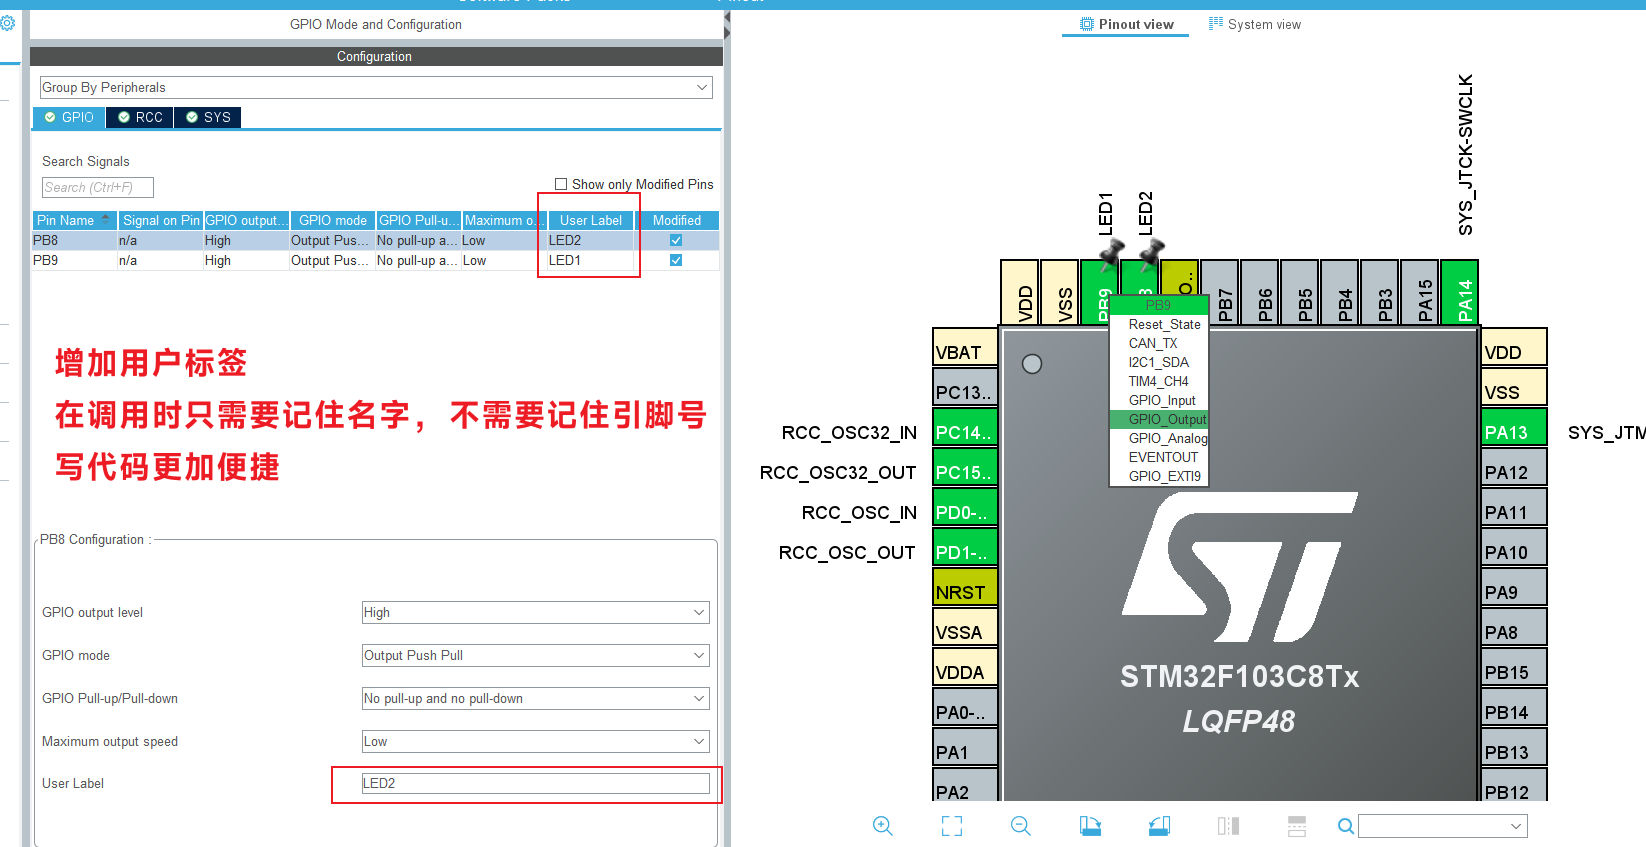 GPIO Mode and Configuration
Configuration
Group By Peripherals
GPIO
RCC
SYS
Search Signals
Search (Ctrl+F)
Show only Modified Pins
Pin Name
Signal on Pin
GPIO output...
GPIO mode
GPIO Pull-u...
Maximum o...
User Label
Modified
PB8
n/a
High
Output Pus...
No pull-up a...
Low
LED2
PB9
n/a
High
Output Pus...
No pull-up a...
Low
LED1
增加用户标签
在调用时只需要记住名字，不需要记住引脚号
写代码更加便捷
PB8 Configuration :
GPIO output level
High
GPIO mode
Output Push Pull
GPIO Pull-up/Pull-down
No pull-up and no pull-down
Maximum output speed
Low
User Label
LED2
Pinout view
System view
LED1
LED2
SYS_JTCK-SWCLK
VDD
VSS
PB9
PB7
PB6
PB5
PB4
PB3
PA15
PA14
PB9
Reset_State
CAN_TX
I2C1_SDA
TIM4_CH4
GPIO_Input
GPIO_Output
GPIO_Analog
EVENTOUT
GPIO_EXTI9
VBAT
PC13..
RCC_OSC32_IN
PC14..
RCC_OSC32_OUT
PC15..
RCC_OSC_IN
PD0-..
RCC_OSC_OUT
PD1-..
NRST
VSSA
VDDA
PA0-..
PA1
PA2
VDD
VSS
PA13
SYS_JTM
PA12
PA11
PA10
PA9
PA8
PB15
PB14
PB13
PB12
STM32F103C8Tx
LQFP48